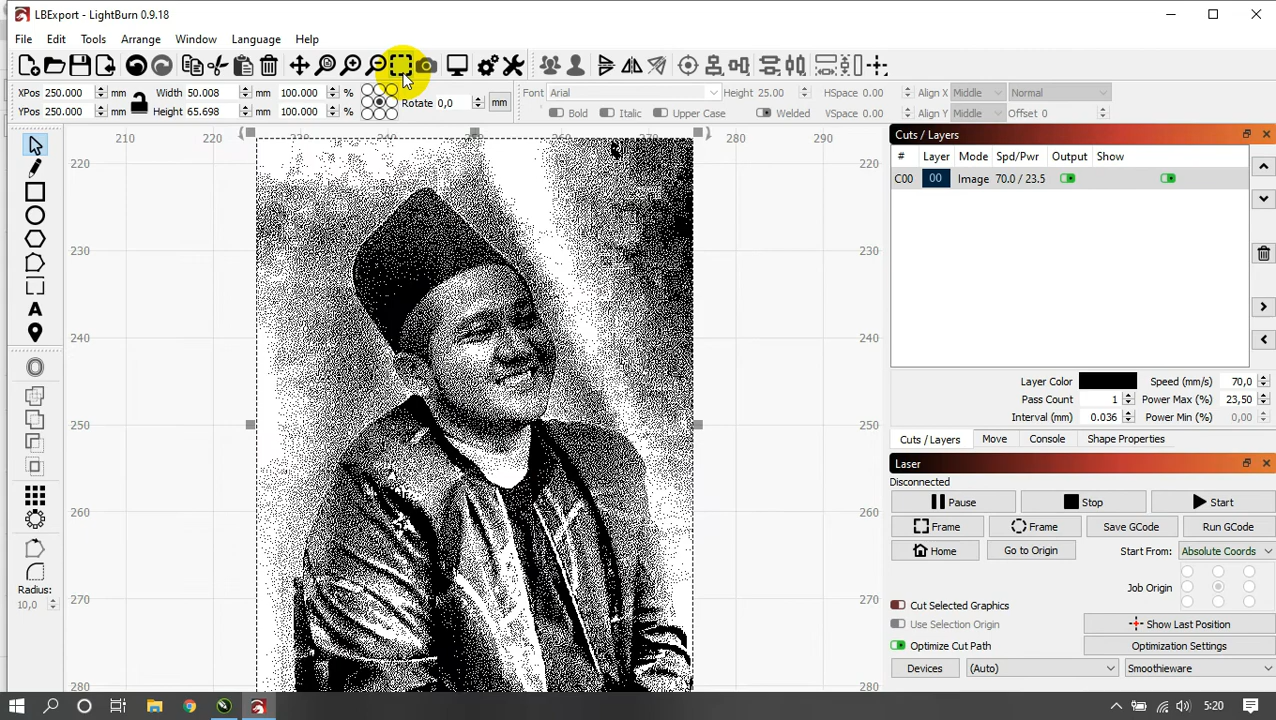 LBExport - LightBurn 0.9.18
File Edit Tools Arrange Window Language Help
XPos 250.000 mm Width 50.008 mm 100.000 % Rotate 0,0 mm Font Arial Height 25.00 HSpace 0.00 Align X Middle Normal
YPos 250.000 mm Height 65.698 mm 100.000 % Bold Italic Upper Case Welded VSpace 0.00 Align Y Middle Offset 0
210 220 270 280 290
220 220
230 230
240 240
250 250
260 260
270 270
280 280
A
Radius:
10,0
Cuts / Layers
# Layer Mode Spd/Pwr Output Show
C00 00 Image 70.0 / 23.5
Layer Color Speed (mm/s) 70,0
Pass Count 1 Power Max (%) 23,50
Interval (mm) 0.036 Power Min (%) 0,00
Cuts / Layers Move Console Shape Properties
Laser
Disconnected
Pause Stop Start
Frame Frame Save GCode Run GCode
Home Go to Origin Start From: Absolute Coords
Job Origin
Cut Selected Graphics
Use Selection Origin Show Last Position
Optimize Cut Path Optimization Settings
Devices (Auto) Smoothieware
5:20